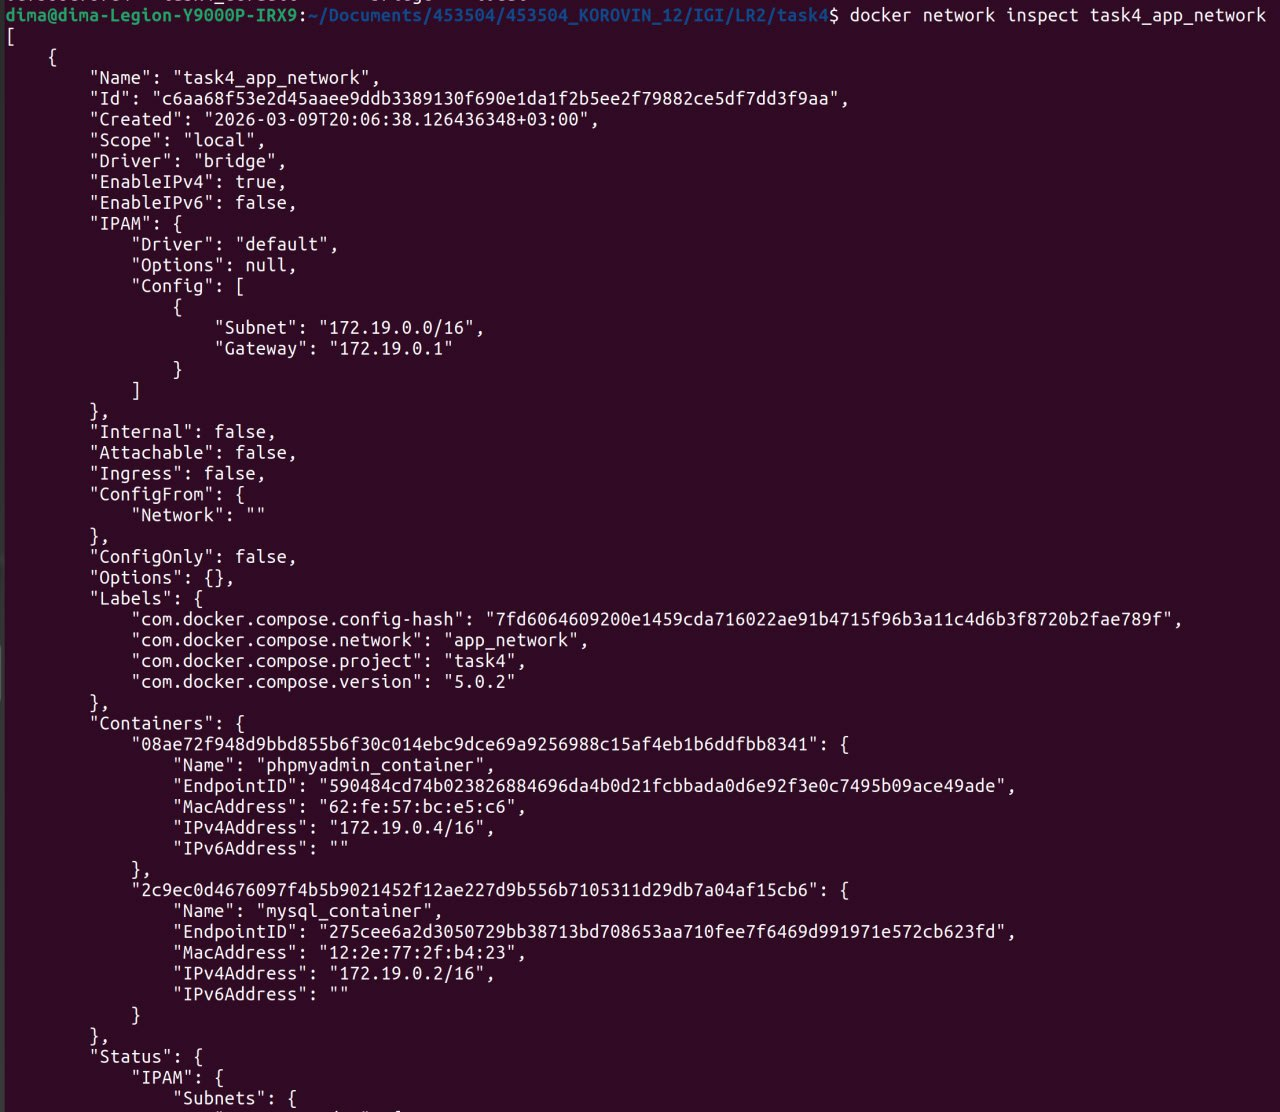 dima@dima-Legion-Y9000P-IRX9:~/Documents/453504/453504_KOROVIN_12/IGI/LR2/task4$ docker network inspect task4_app_network
[
    {
        "Name": "task4_app_network",
        "Id": "c6aa68f53e2d45aaee9ddb3389130f690e1da1f2b5ee2f79882ce5df7dd3f9aa",
        "Created": "2026-03-09T20:06:38.126436348+03:00",
        "Scope": "local",
        "Driver": "bridge",
        "EnableIPv4": true,
        "EnableIPv6": false,
        "IPAM": {
            "Driver": "default",
            "Options": null,
            "Config": [
                {
                    "Subnet": "172.19.0.0/16",
                    "Gateway": "172.19.0.1"
                }
            ]
        },
        "Internal": false,
        "Attachable": false,
        "Ingress": false,
        "ConfigFrom": {
            "Network": ""
        },
        "ConfigOnly": false,
        "Options": {},
        "Labels": {
            "com.docker.compose.config-hash": "7fd6064609200e1459cda716022ae91b4715f96b3a11c4d6b3f8720b2fae789f",
            "com.docker.compose.network": "app_network",
            "com.docker.compose.project": "task4",
            "com.docker.compose.version": "5.0.2"
        },
        "Containers": {
            "08ae72f948d9bbd855b6f30c014ebc9dce69a9256988c15af4eb1b6ddfbb8341": {
                "Name": "phpmyadmin_container",
                "EndpointID": "590484cd74b023826884696da4b0d21fcbbada0d6e92f3e0c7495b09ace49ade",
                "MacAddress": "62:fe:57:bc:e5:c6",
                "IPv4Address": "172.19.0.4/16",
                "IPv6Address": ""
            },
            "2c9ec0d4676097f4b5b9021452f12ae227d9b556b7105311d29db7a04af15cb6": {
                "Name": "mysql_container",
                "EndpointID": "275cee6a2d3050729bb38713bd708653aa710fee7f6469d991971e572cb623fd",
                "MacAddress": "12:2e:77:2f:b4:23",
                "IPv4Address": "172.19.0.2/16",
                "IPv6Address": ""
            }
        },
        "Status": {
            "IPAM": {
                "Subnets": {